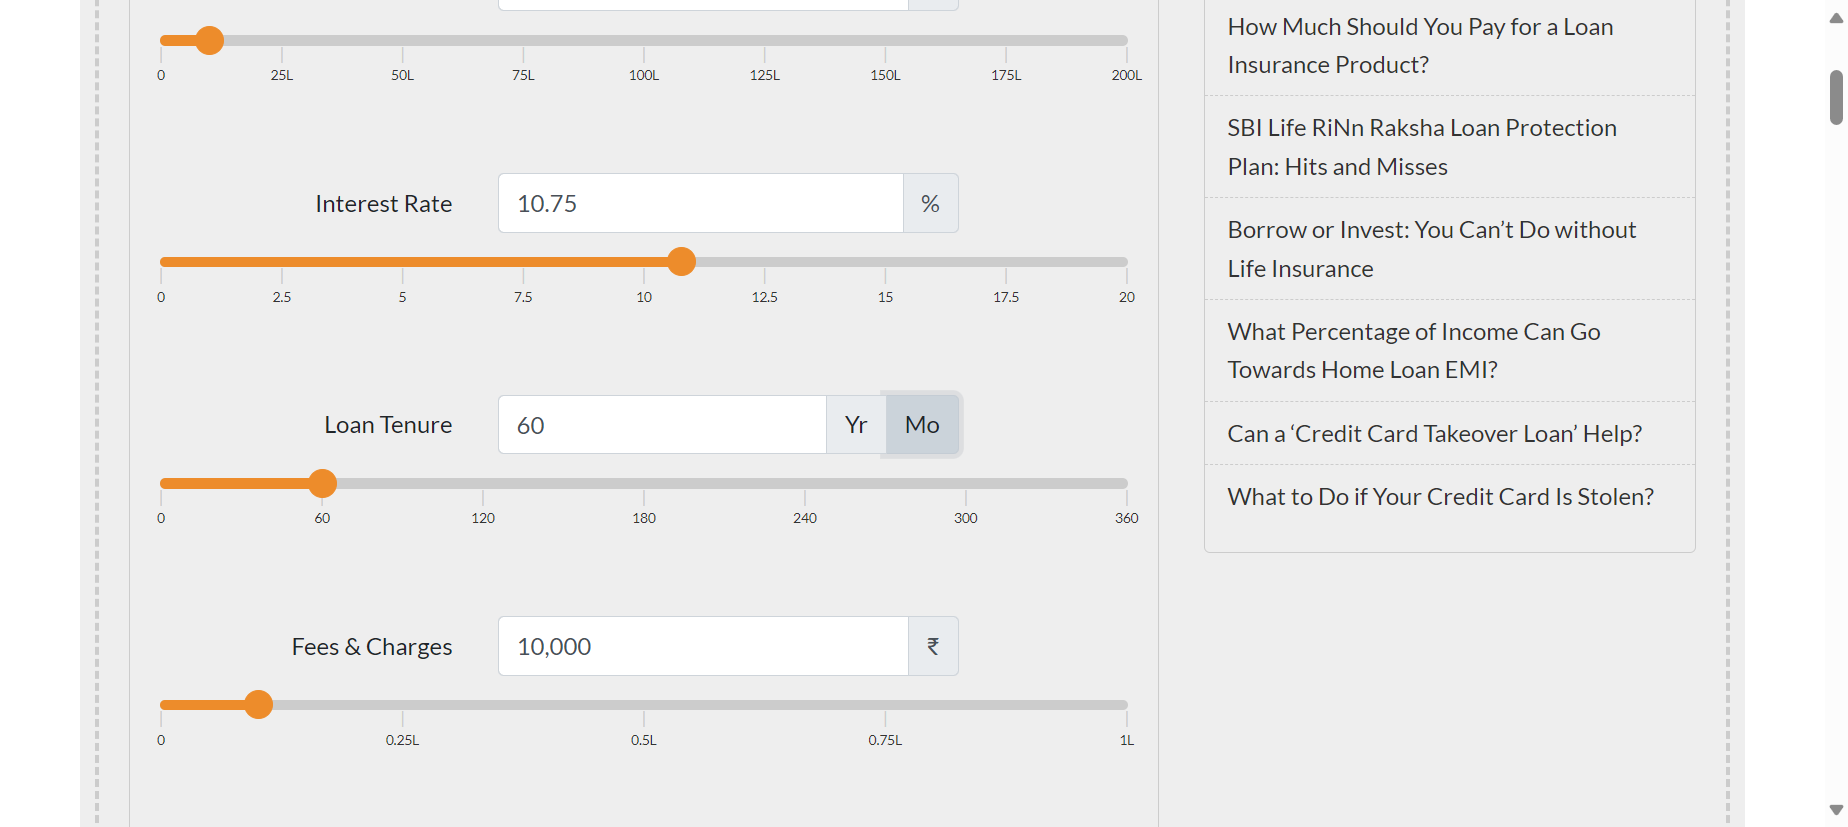 0 25L 50L 75L 100L 125L 150L 175L 200L
Interest Rate 10.75 %
0 2.5 5 7.5 10 12.5 15 17.5 20
Loan Tenure 60 Yr Mo
0 60 120 180 240 300 360
Fees & Charges 10,000 ₹
0 0.25L 0.5L 0.75L 1L
How Much Should You Pay for a Loan
Insurance Product?
SBI Life RiNn Raksha Loan Protection
Plan: Hits and Misses
Borrow or Invest: You Can’t Do without
Life Insurance
What Percentage of Income Can Go
Towards Home Loan EMI?
Can a ‘Credit Card Takeover Loan’ Help?
What to Do if Your Credit Card Is Stolen?